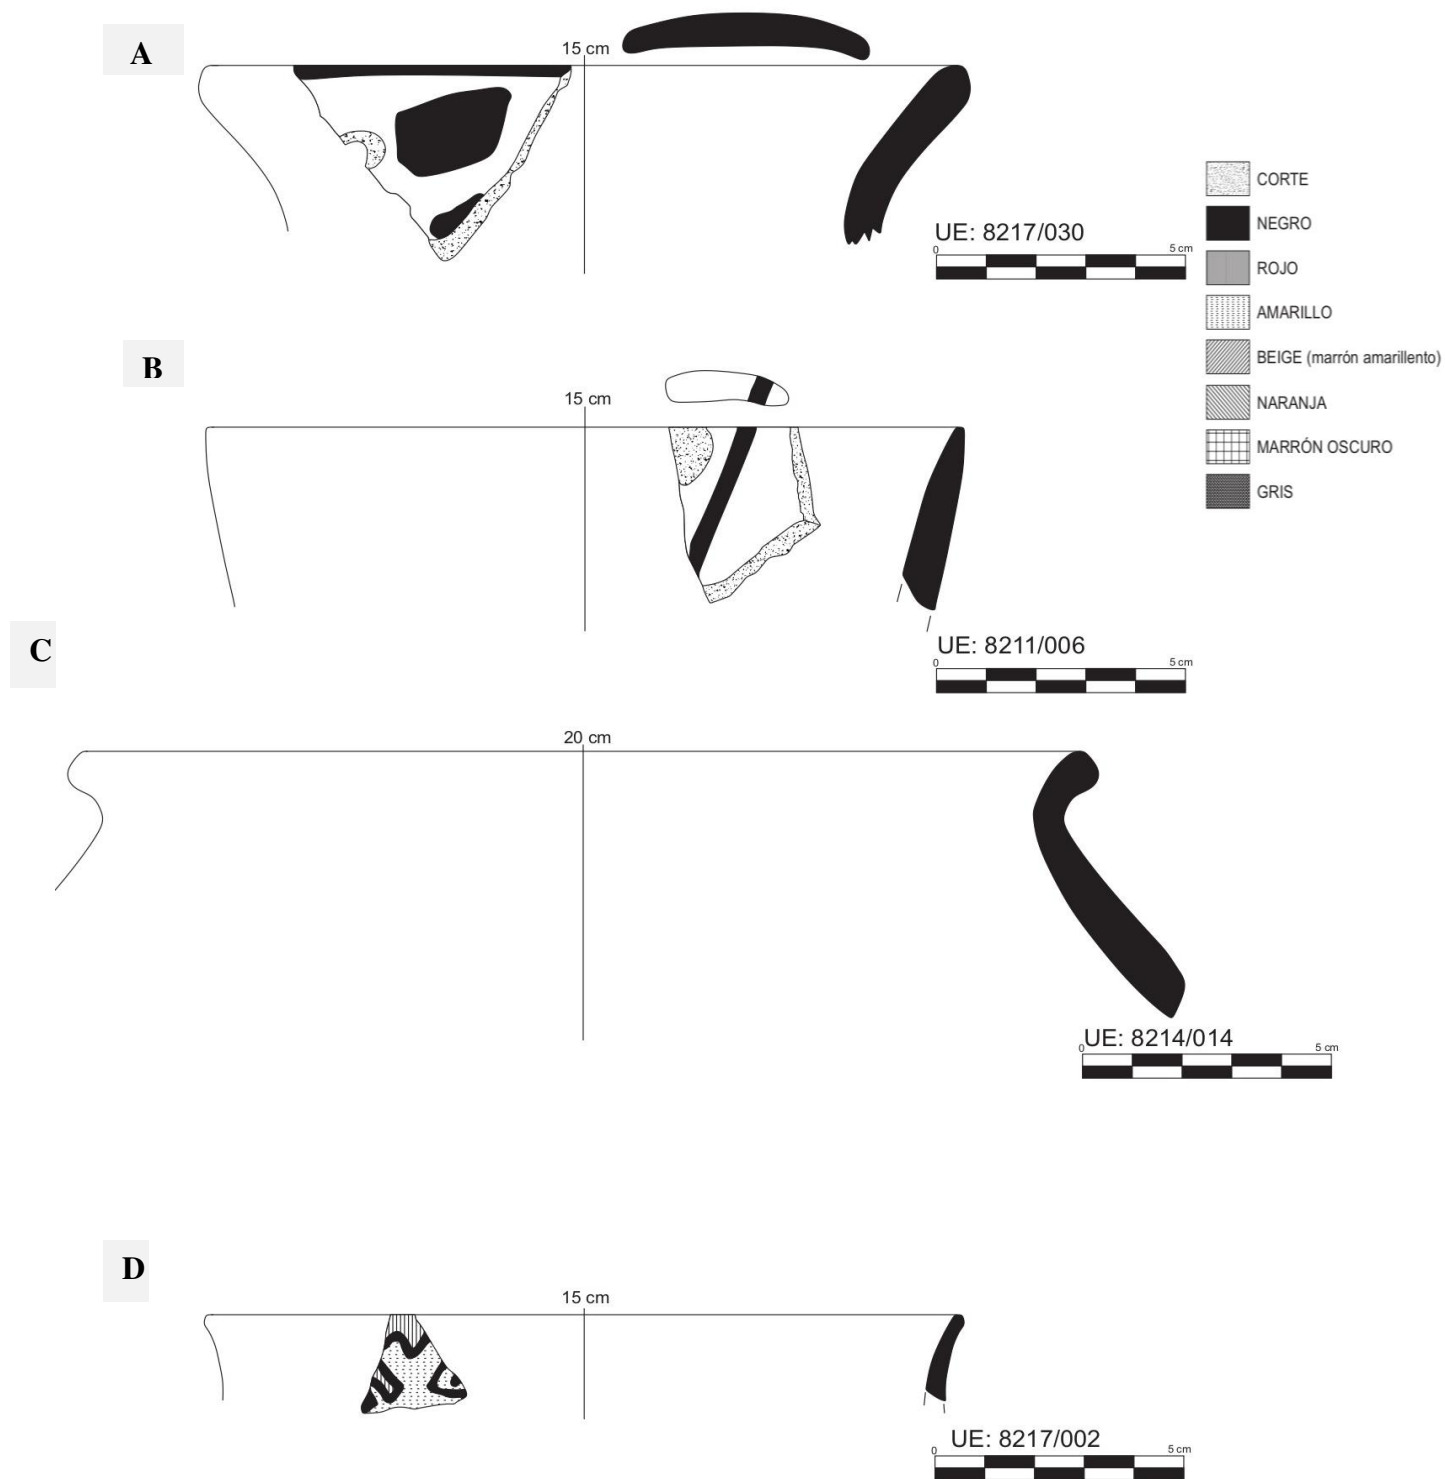 A
15 cm
UE: 8217/030
0 5 cm
CORTE
NEGRO
ROJO
AMARILLO
BEIGE (marrón amarillento)
NARANJA
MARRÓN OSCURO
GRIS
B
15 cm
UE: 8211/006
0 5 cm
C
20 cm
UE: 8214/014
0 5 cm
D
15 cm
UE: 8217/002
0 5 cm